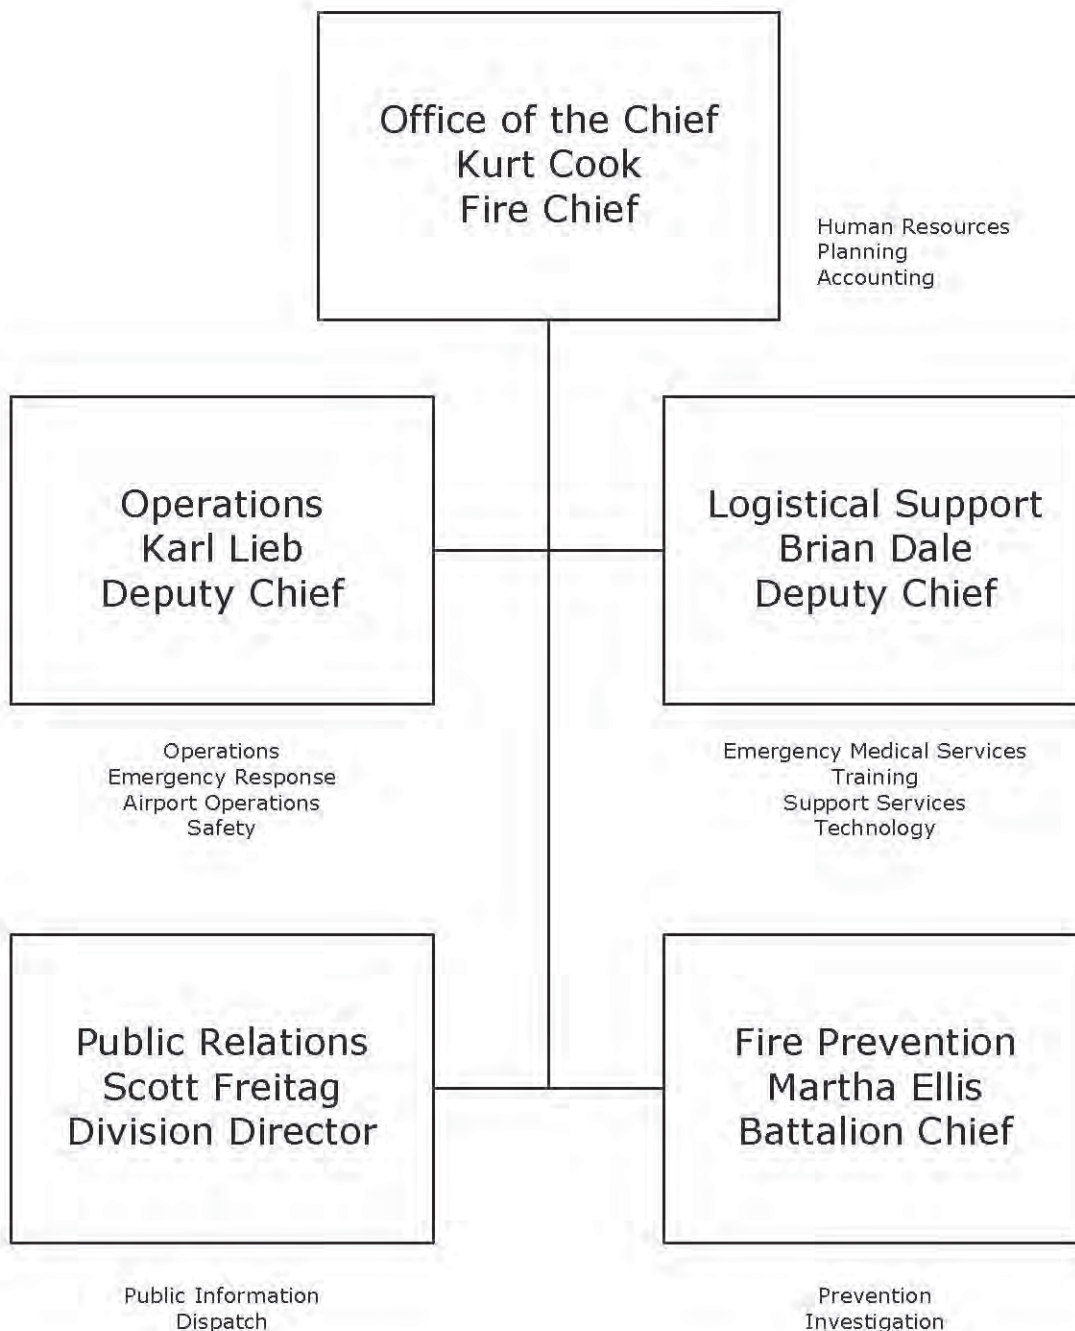 Office of the Chief
Kurt Cook
Fire Chief
Human Resources
Planning
Accounting
Operations
Karl Lieb
Deputy Chief
Logistical Support
Brian Dale
Deputy Chief
Operations
Emergency Response
Airport Operations
Safety
Emergency Medical Services
Training
Support Services
Technology
Public Relations
Scott Freitag
Division Director
Fire Prevention
Martha Ellis
Battalion Chief
Public Information
Dispatch
Prevention
Investigation